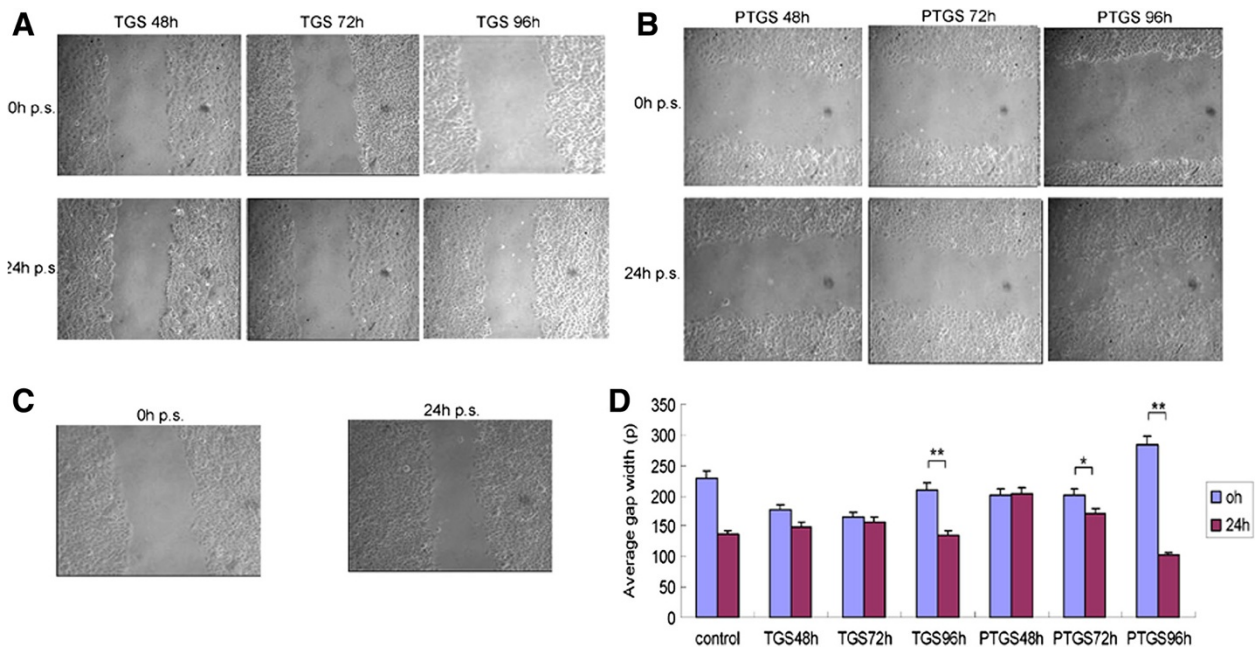 A
TGS 48h
TGS 72h
TGS 96h
0h p.s.
24h p.s.
B
PTGS 48h
PTGS 72h
PTGS 96h
0h p.s.
24h p.s.
C
0h p.s.
24h p.s.
D
Average gap width (p)
350
300
250
200
150
100
50
0
**
*
**
control
TGS48h
TGS72h
TGS96h
PTGS48h
PTGS72h
PTGS96h
oh
24h